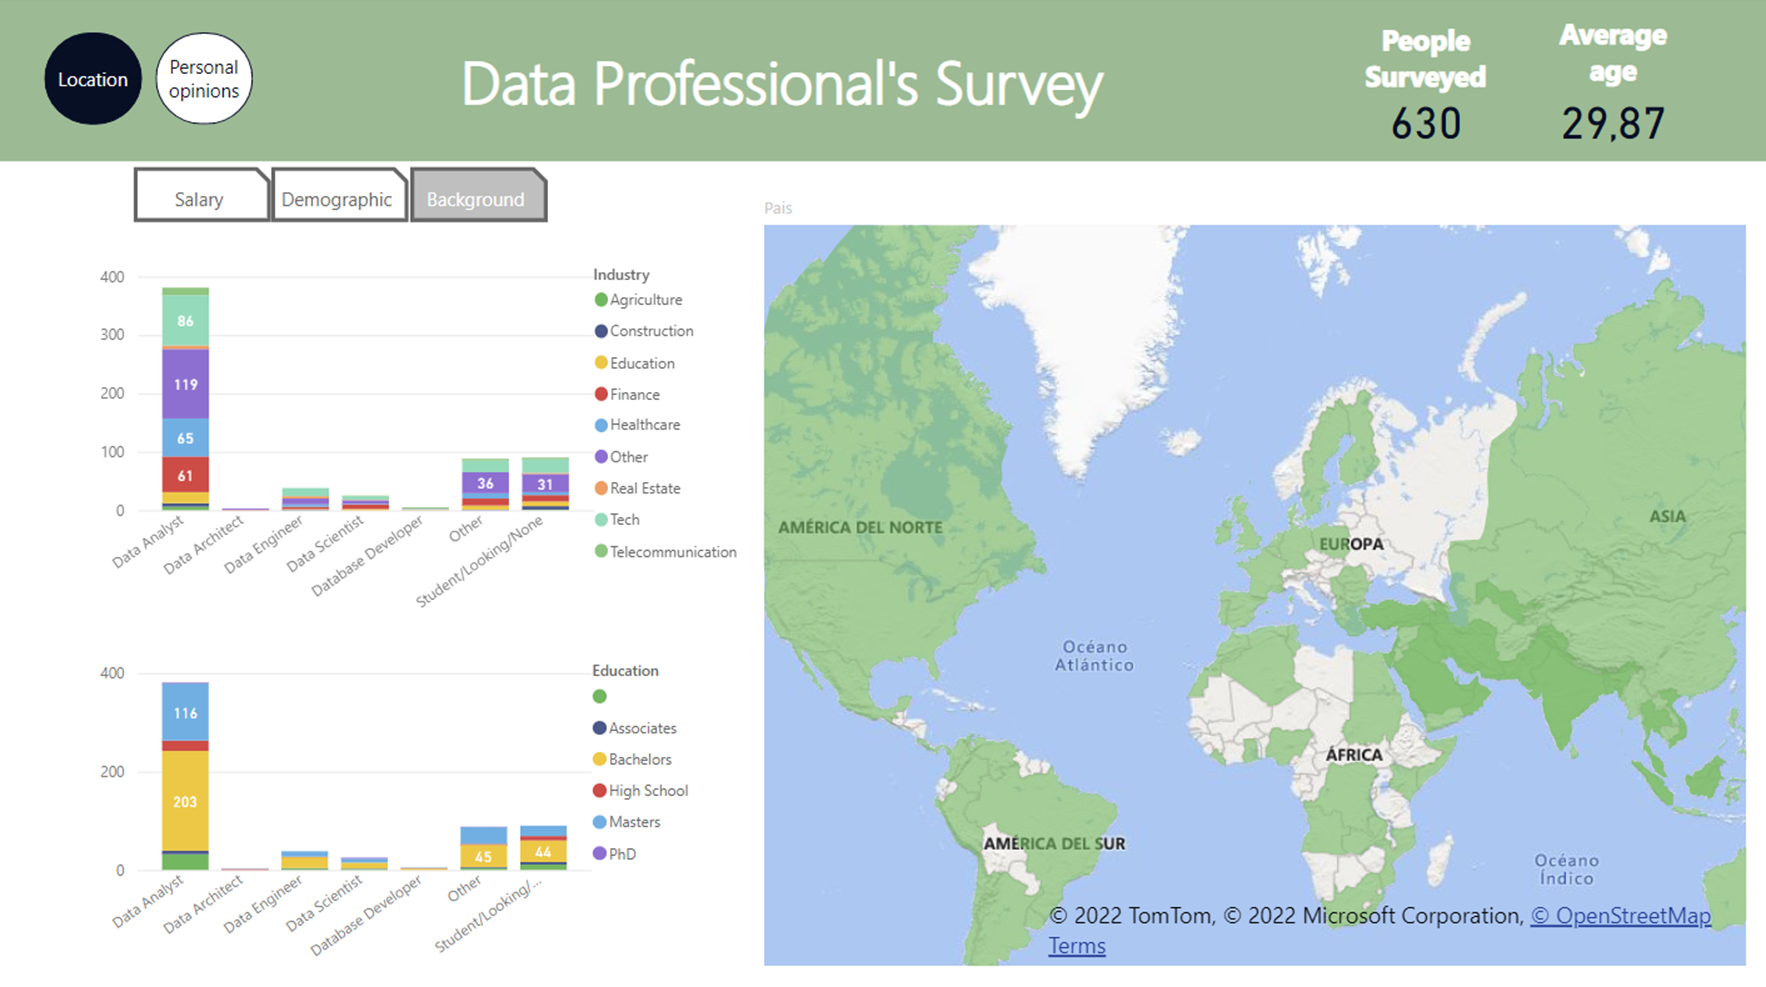 Location
Personal
opinions
Data Professional's Survey
People
Surveyed
630
Average
age
29,87
Salary
Demographic
Background
400
300
200
100
0
86
119
65
61
36
31
Data Analyst
Data Architect
Data Engineer
Data Scientist
Database Developer
Other
Student/Looking/None
Industry
Agriculture
Construction
Education
Finance
Healthcare
Other
Real Estate
Tech
Telecommunication
400
200
0
116
203
45
44
Data Analyst
Data Architect
Data Engineer
Data Scientist
Database Developer
Other
Student/Looking/...
Education
Associates
Bachelors
High School
Masters
PhD
Pais
AMÉRICA DEL NORTE
EUROPA
ASIA
Océano
Atlántico
ÁFRICA
AMÉRICA DEL SUR
Océano
Índico
© 2022 TomTom, © 2022 Microsoft Corporation, © OpenStreetMap
Terms